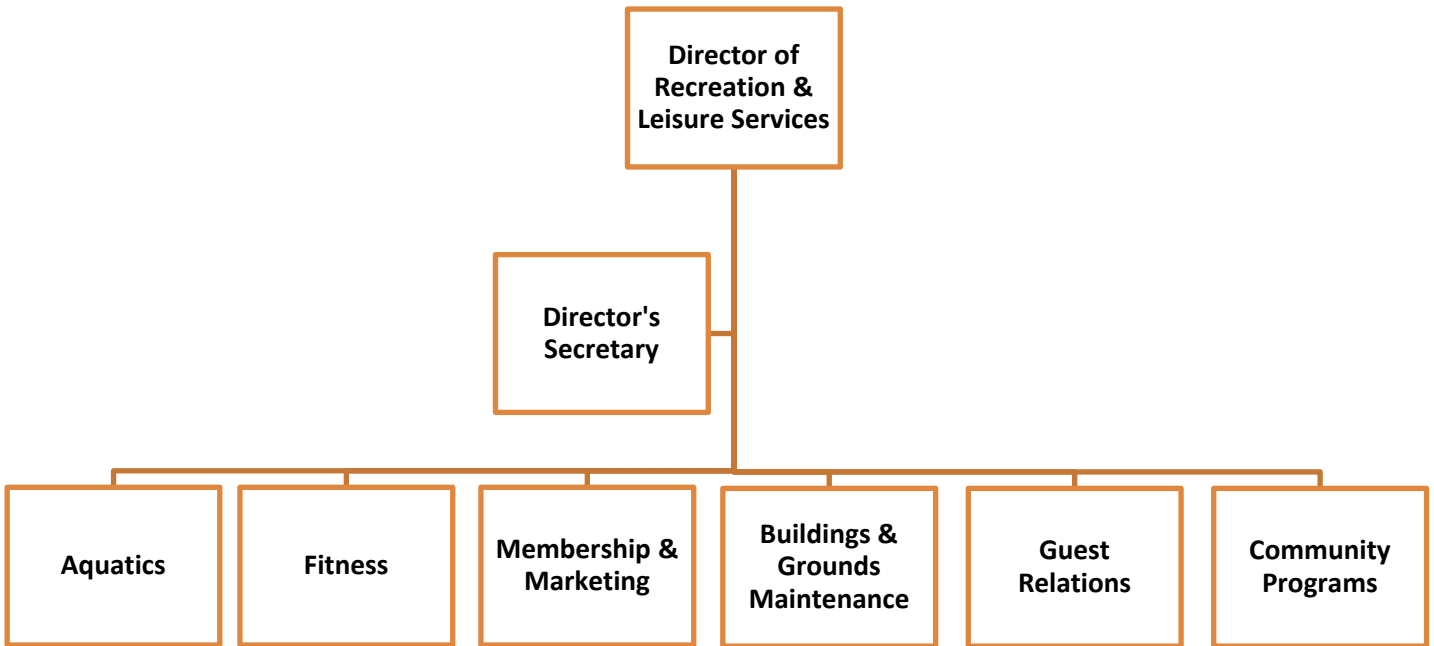 Director of
Recreation &
Leisure Services
Director's
Secretary
Aquatics
Fitness
Membership &
Marketing
Buildings &
Grounds
Maintenance
Guest
Relations
Community
Programs